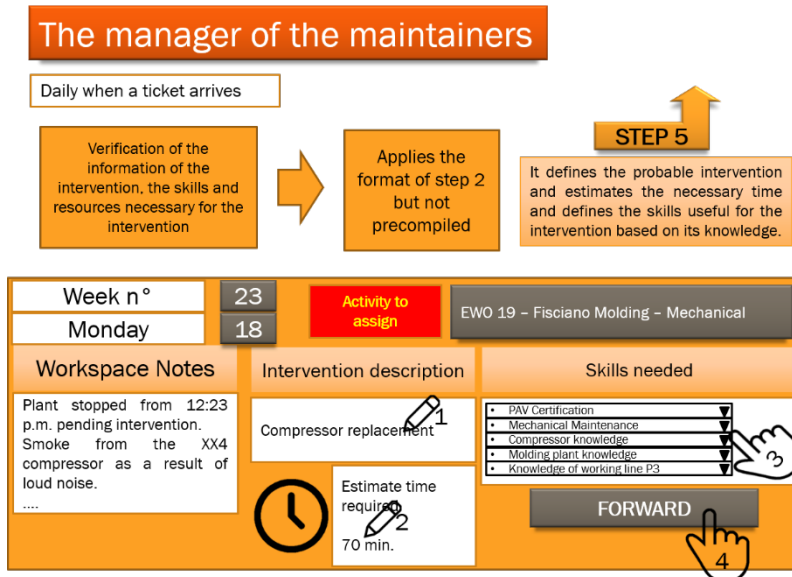 The manager of the maintainers
Daily when a ticket arrives
Verification of the
information of the
intervention, the skills and
resources necessary for the
intervention
Applies the
format of step 2
but not
precompiled
STEP 5
It defines the probable intervention
and estimates the necessary time
and defines the skills useful for the
intervention based on its knowledge.
Week n° 23
Monday 18
Activity to
assign
EWO 19 – Fisciano Molding – Mechanical
Workspace Notes
Plant stopped from 12:23
p.m. pending intervention.
Smoke from the XX4
compressor as a result of
loud noise.
....
Intervention description
Compressor replacement
1
Estimate time
required
2
70 min.
Skills needed
• PAV Certification
• Mechanical Maintenance
• Compressor knowledge
• Molding plant knowledge
• Knowledge of working line P3
3
FORWARD
4